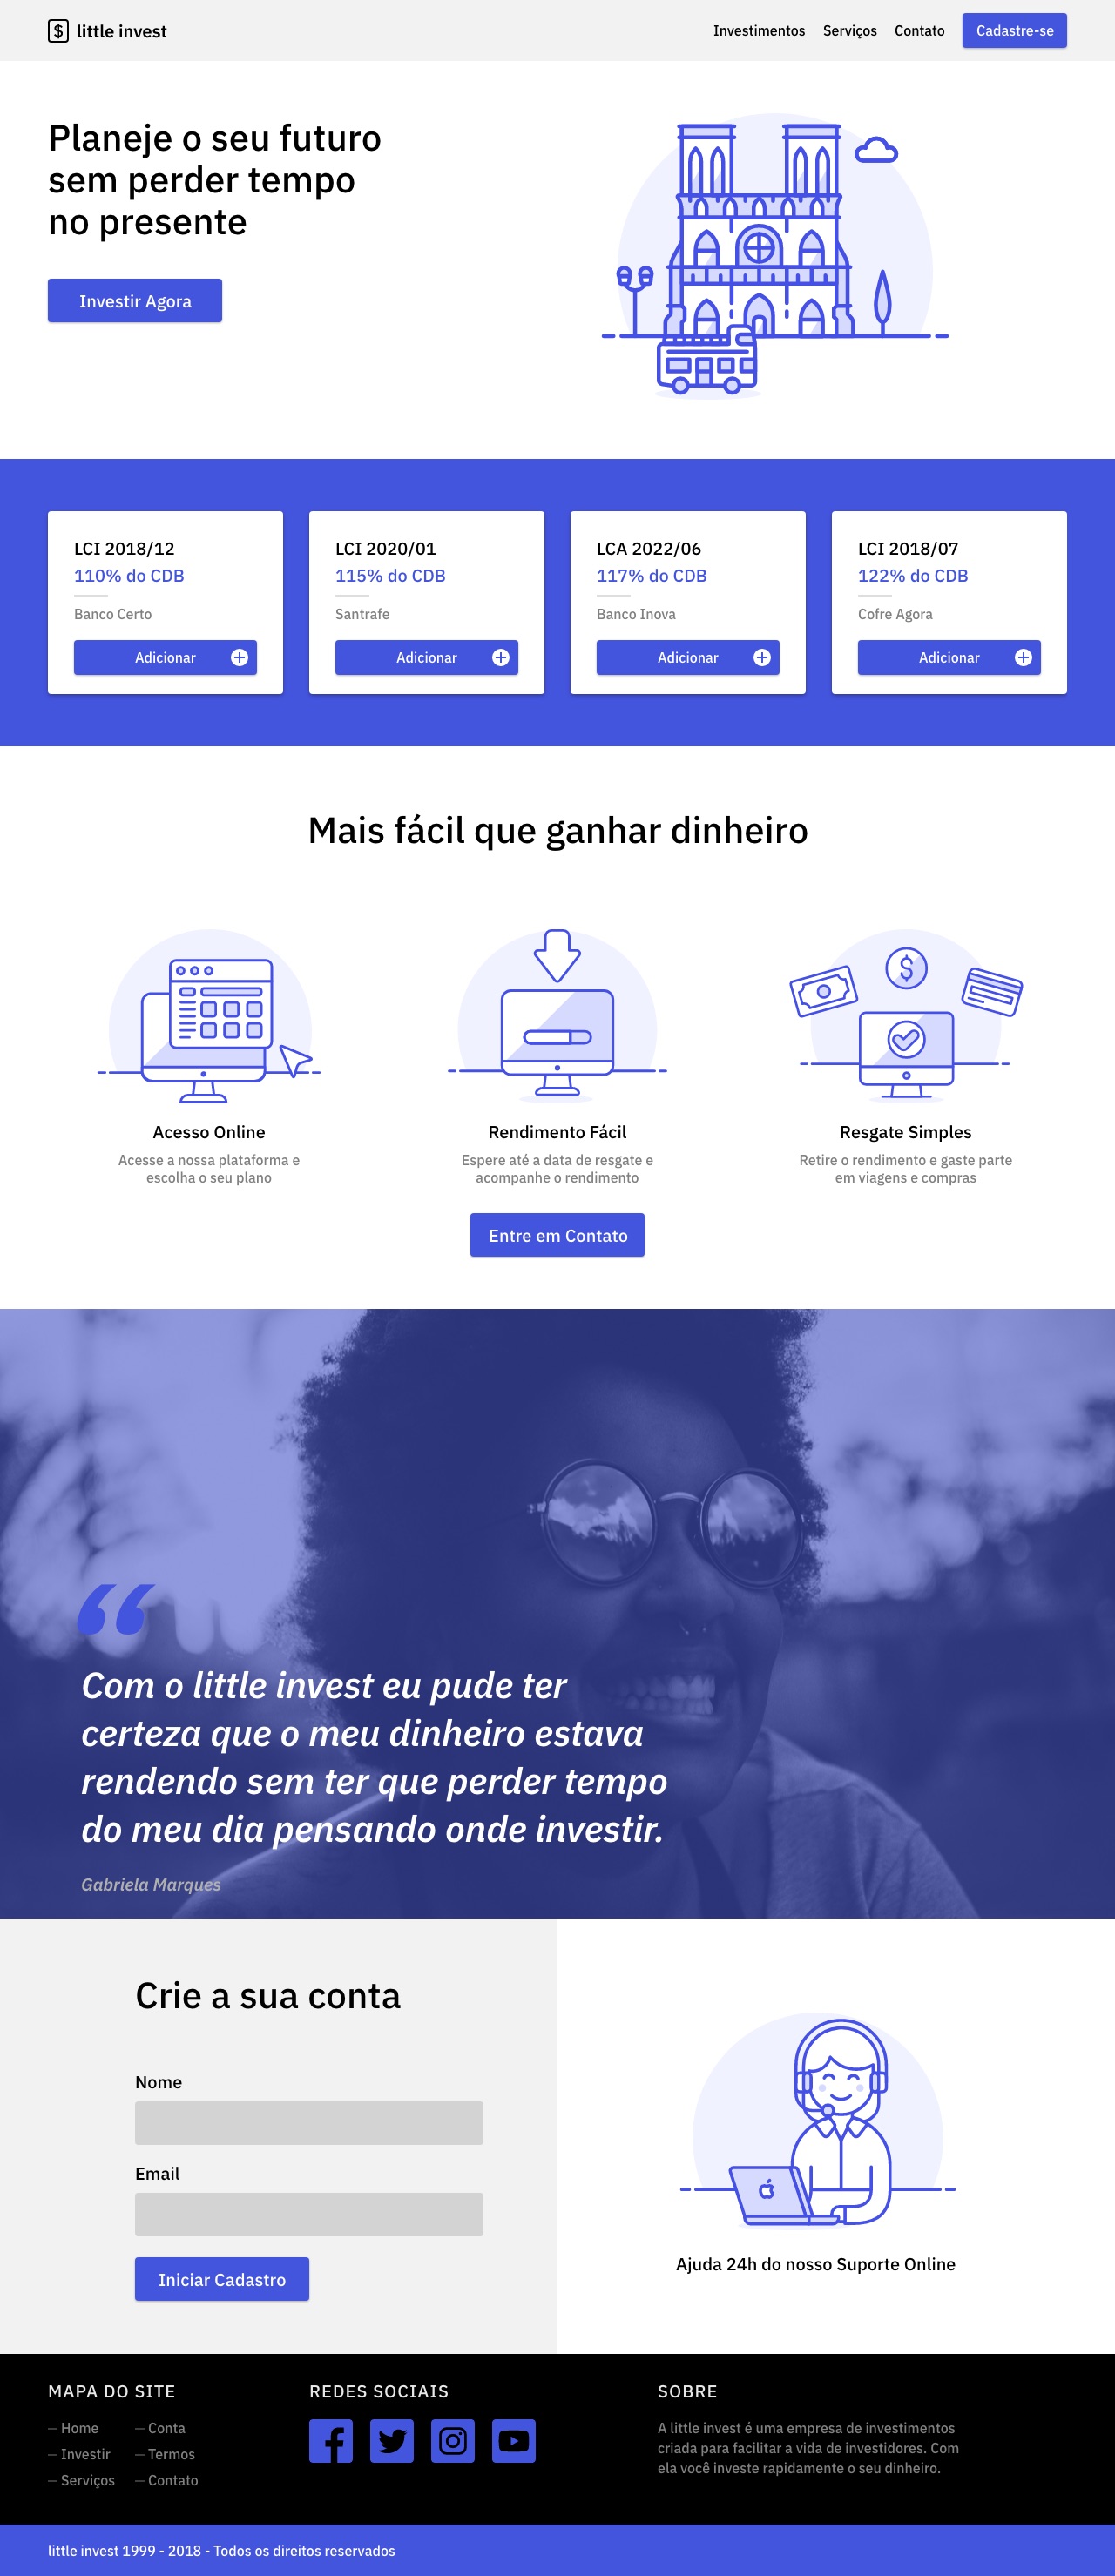 little invest
Investimentos Serviços Contato Cadastre-se
Planeje o seu futuro
sem perder tempo
no presente
Investir Agora
LCI 2018/12
110% do CDB
Banco Certo
Adicionar
LCI 2020/01
115% do CDB
Santrafe
Adicionar
LCA 2022/06
117% do CDB
Banco Inova
Adicionar
LCI 2018/07
122% do CDB
Cofre Agora
Adicionar
Mais fácil que ganhar dinheiro
Acesso Online
Acesse a nossa plataforma e
escolha o seu plano
Rendimento Fácil
Espere até a data de resgate e
acompanhe o rendimento
Resgate Simples
Retire o rendimento e gaste parte
em viagens e compras
Entre em Contato
“
Com o little invest eu pude ter
certeza que o meu dinheiro estava
rendendo sem ter que perder tempo
do meu dia pensando onde investir.
Gabriela Marques
Crie a sua conta
Nome
Email
Iniciar Cadastro
Ajuda 24h do nosso Suporte Online
MAPA DO SITE
— Home
— Investir
— Serviços
— Conta
— Termos
— Contato
REDES SOCIAIS
SOBRE
A little invest é uma empresa de investimentos
criada para facilitar a vida de investidores. Com
ela você investe rapidamente o seu dinheiro.
little invest 1999 - 2018 - Todos os direitos reservados